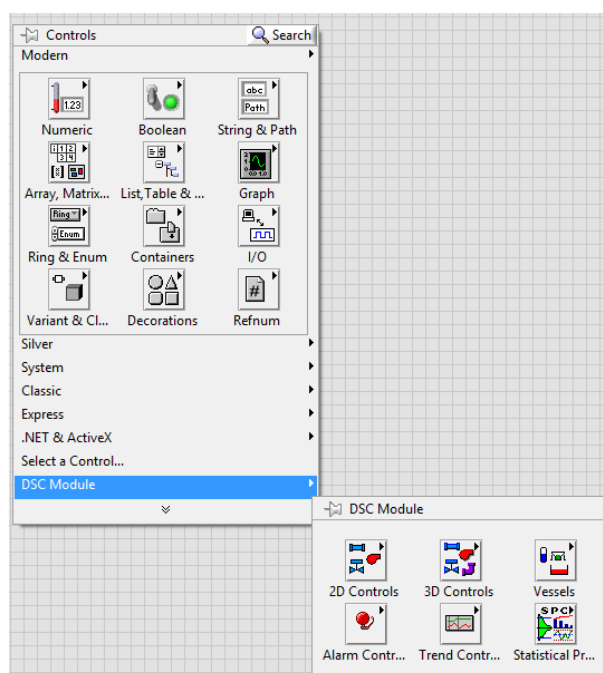 Controls Search
Modern
1.23 abc Path
Numeric Boolean String & Path
Array, Matrix... List, Table & ... Graph
Ring Enum
Ring & Enum Containers I/O
#
Variant & Cl... Decorations Refnum
Silver
System
Classic
Express
.NET & ActiveX
Select a Control...
DSC Module
DSC Module
2D Controls 3D Controls Vessels
SPC
Alarm Contr... Trend Contr... Statistical Pr...